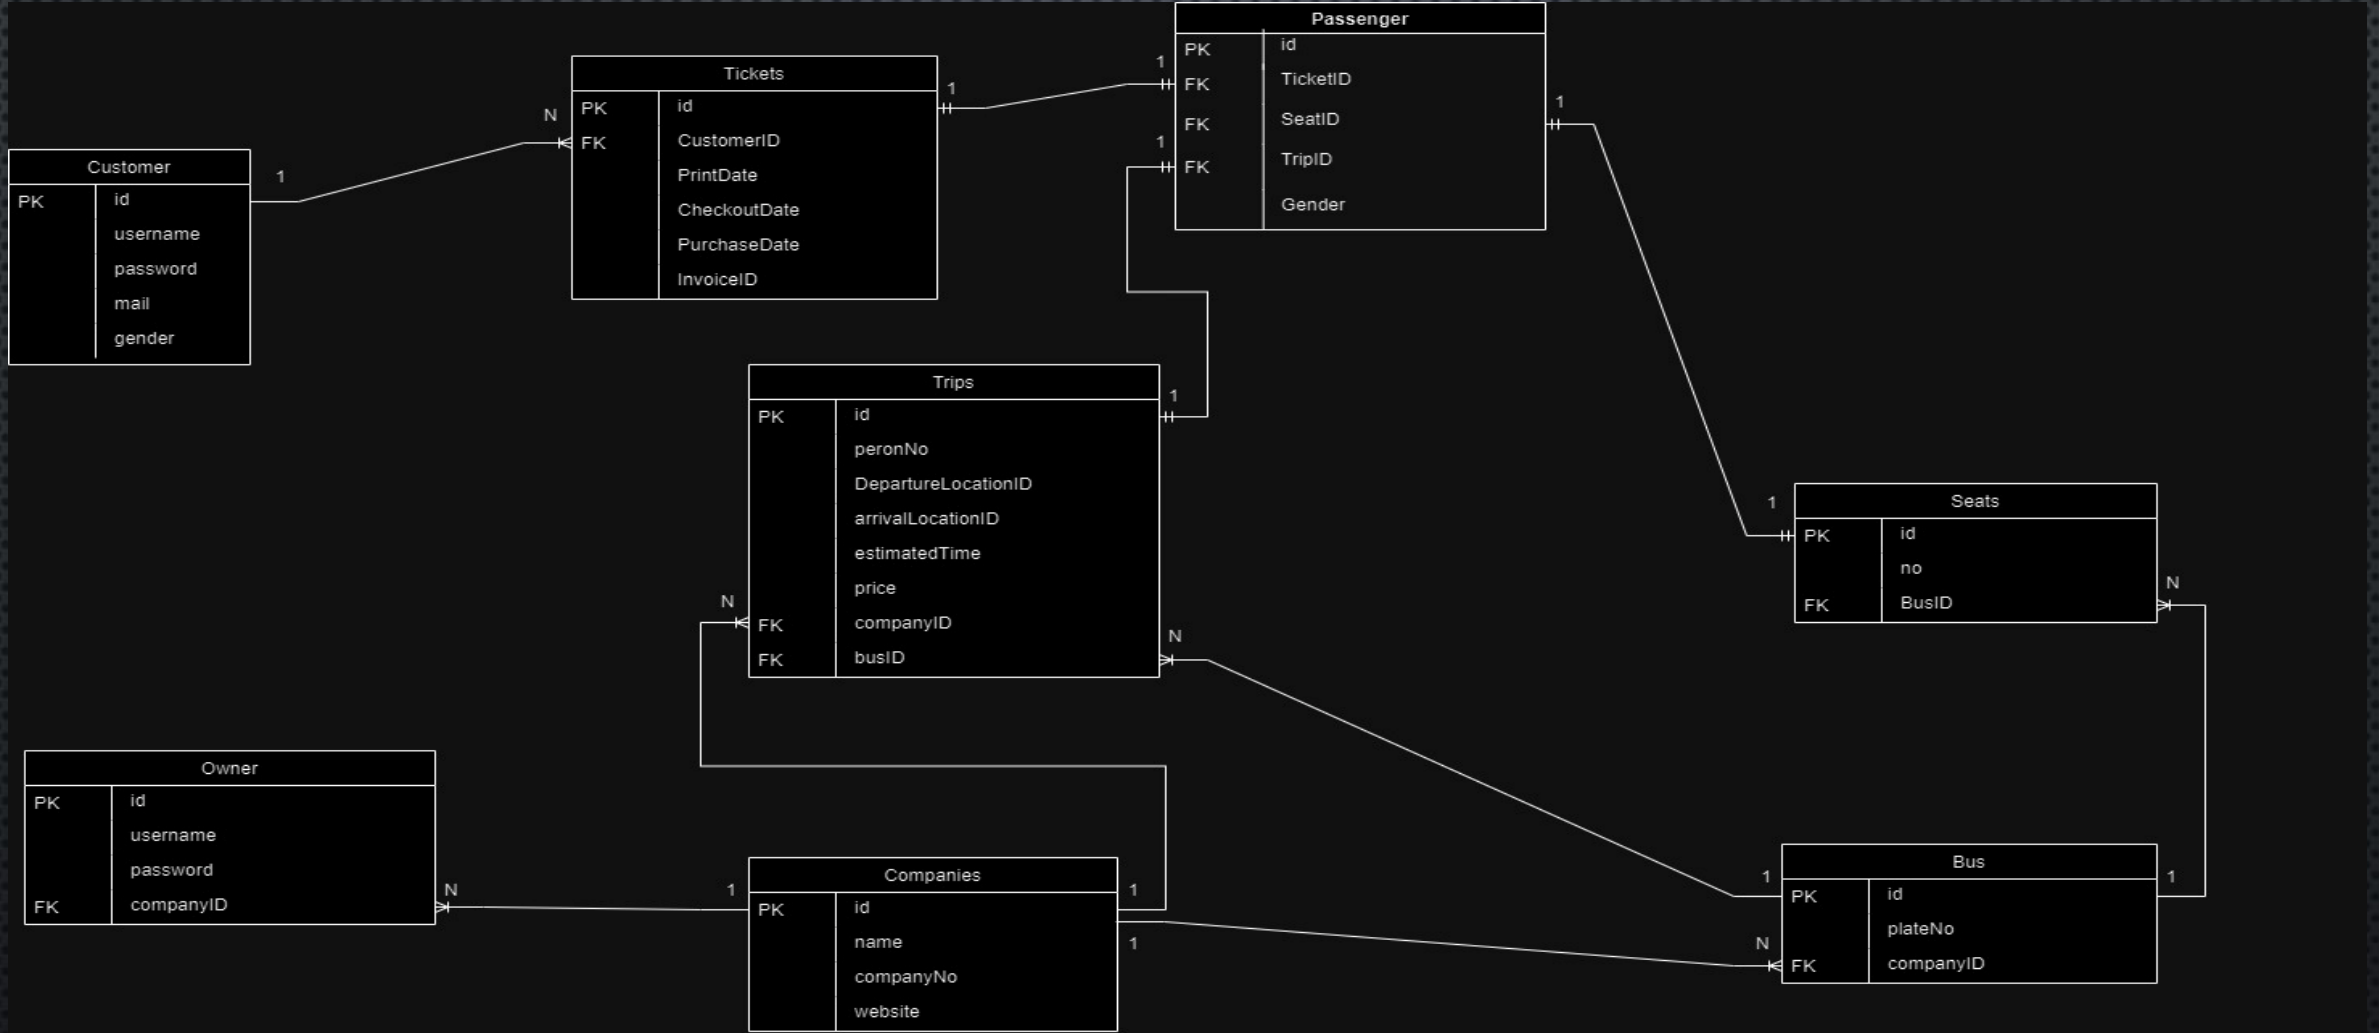 Passenger
PK id
FK TicketID
FK SeatID
FK TripID
Gender
1
1
1
Tickets
PK id
FK CustomerID
PrintDate
CheckoutDate
PurchaseDate
InvoiceID
N
1
Customer
PK id
username
password
mail
gender
1
Trips
PK id
peronNo
DepartureLocationID
arrivalLocationID
estimatedTime
price
FK companyID
FK busID
1
N
N
Seats
PK id
no
FK BusID
1
N
Owner
PK id
username
password
FK companyID
N
Companies
PK id
name
companyNo
website
1
1
1
Bus
PK id
plateNo
FK companyID
1
1
N